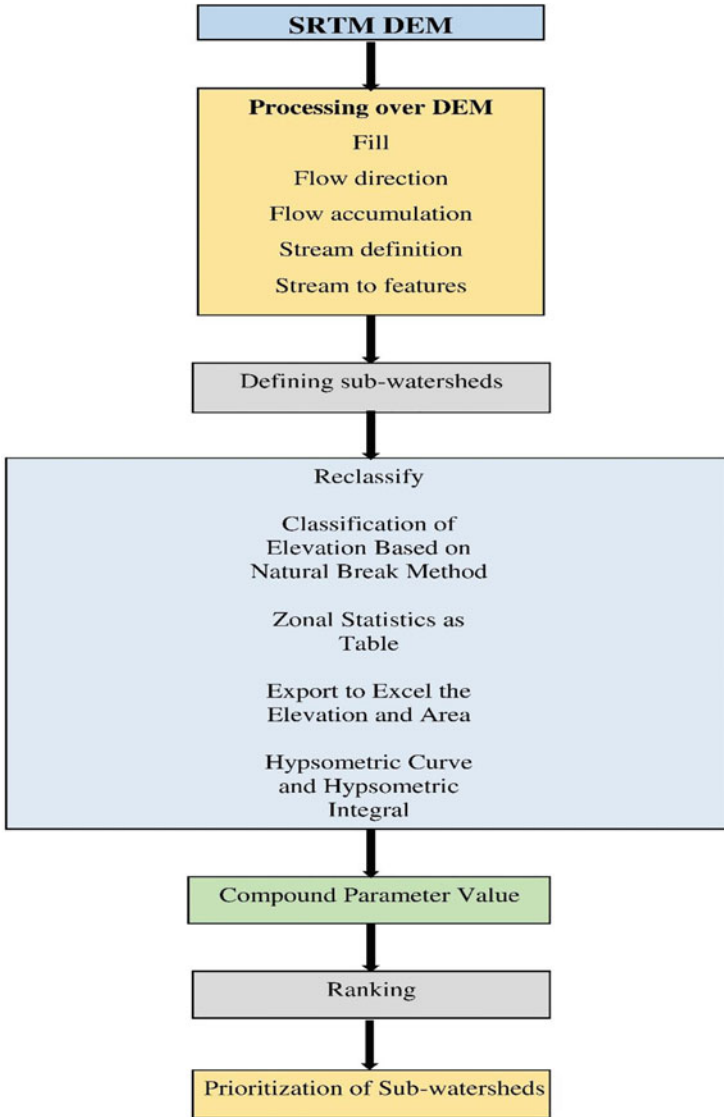 SRTM DEM
Processing over DEM
Fill
Flow direction
Flow accumulation
Stream definition
Stream to features
Defining sub-watersheds
Reclassify
Classification of
Elevation Based on
Natural Break Method
Zonal Statistics as
Table
Export to Excel the
Elevation and Area
Hypsometric Curve
and Hypsometric
Integral
Compound Parameter Value
Ranking
Prioritization of Sub-watersheds